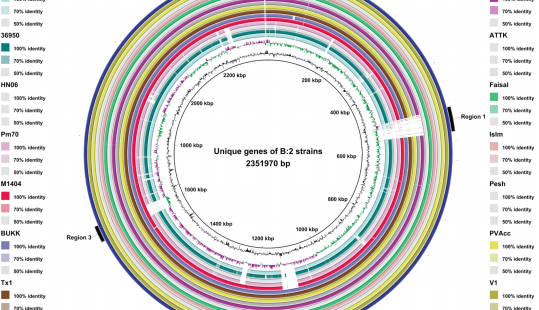 70% identity
50% identity
36950
100% identity
70% identity
50% identity
HN06
100% identity
70% identity
50% identity
Pm70
100% identity
70% identity
50% identity
M1404
100% identity
70% identity
50% identity
BUKK
100% identity
70% identity
50% identity
Tx1
100% identity
70% identity
2200 kbp
200 kbp
2000 kbp
400 kbp
1800 kbp
600 kbp
1600 kbp
800 kbp
1400 kbp
1000 kbp
1200 kbp
Unique genes of B:2 strains
2351970 bp
Region 1
Region 3
70% identity
50% identity
ATTK
100% identity
70% identity
50% identity
Faisal
100% identity
70% identity
50% identity
Islm
100% identity
70% identity
50% identity
Pesh
100% identity
70% identity
50% identity
PVAcc
100% identity
70% identity
50% identity
V1
100% identity
70% identity